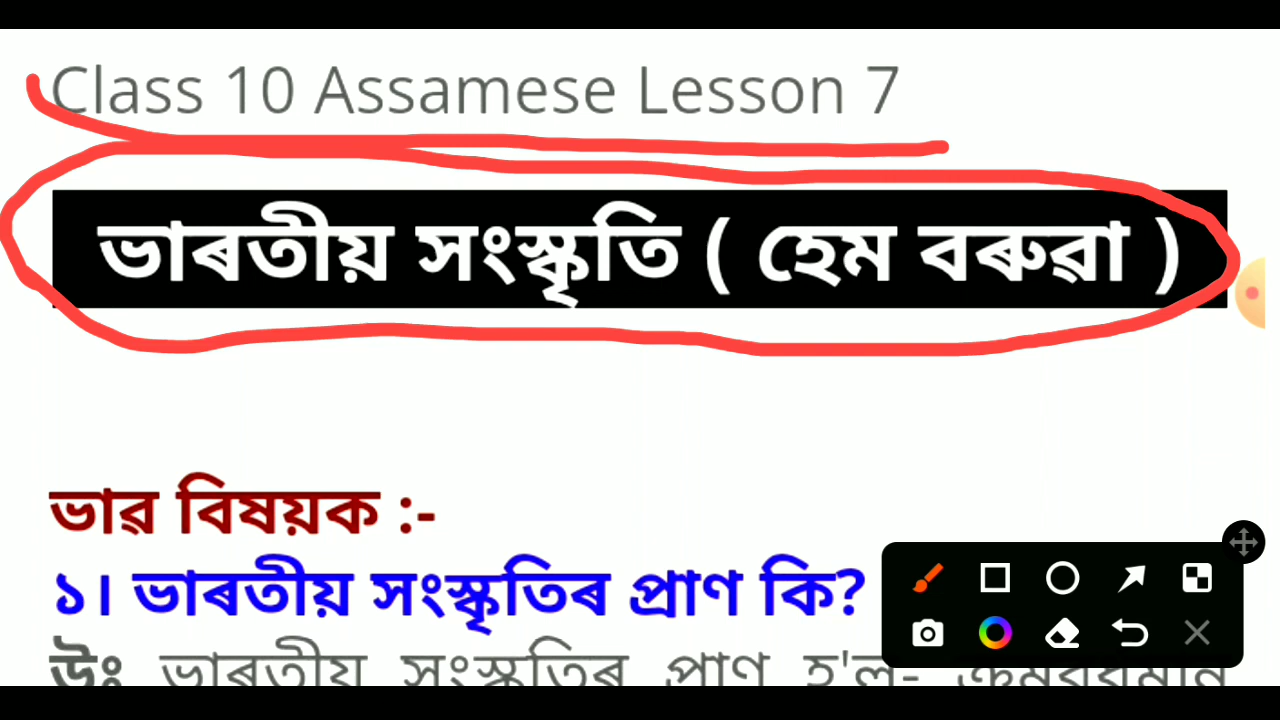 Class 10 Assamese Lesson 7
ভাৰতীয় সংস্কৃতি ( হেম বৰুৱা )
ভাৱ বিষয়ক :-
১। ভাৰতীয় সংস্কৃতিৰ প্ৰাণ কি?
উঃ ভাৰতীয় সংস্কৃতিৰ প্ৰাণ হ'ল-